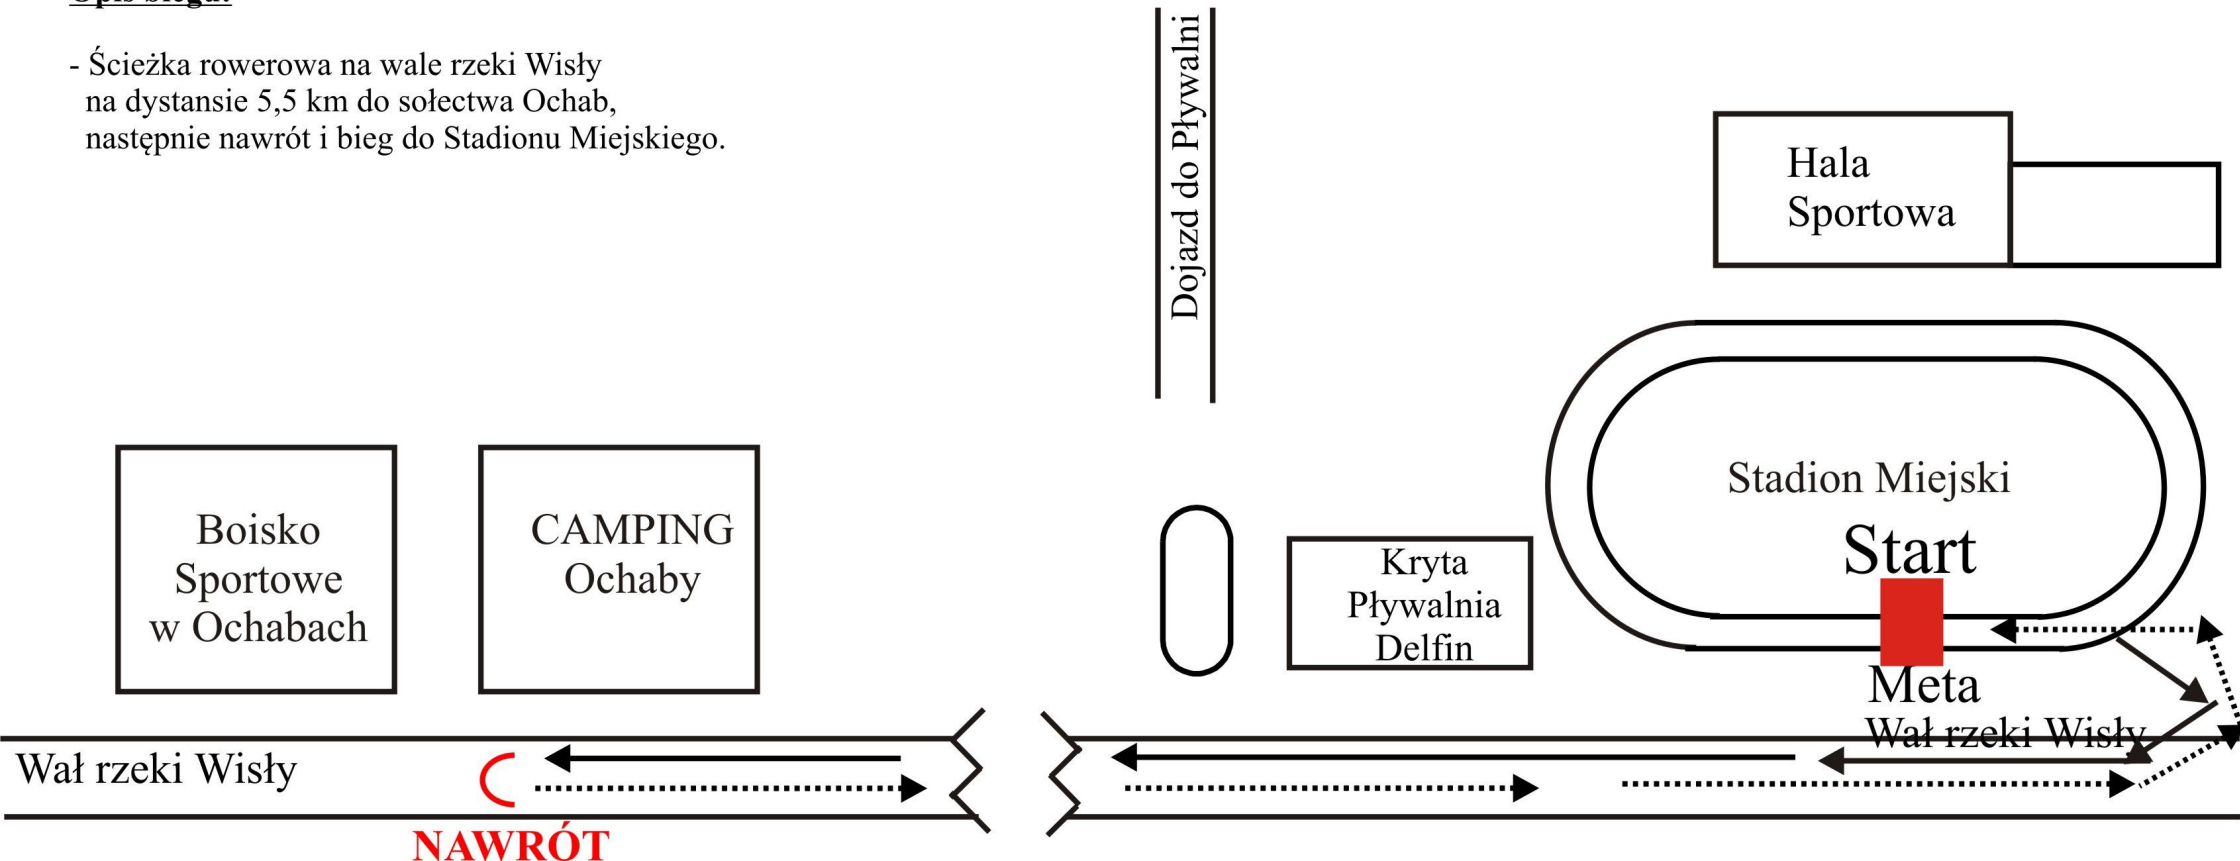 Opis biegu:
- Ścieżka rowerowa na wale rzeki Wisły
na dystansie 5,5 km do sołectwa Ochab,
następnie nawrót i bieg do Stadionu Miejskiego.
Dojazd do Pływalni
Hala
Sportowa
Stadion Miejski
Start
Meta
Boisko
Sportowe
w Ochabach
CAMPING
Ochaby
Kryta
Pływalnia
Delfin
Wał rzeki Wisły
Wał rzeki Wisły
NAWRÓT